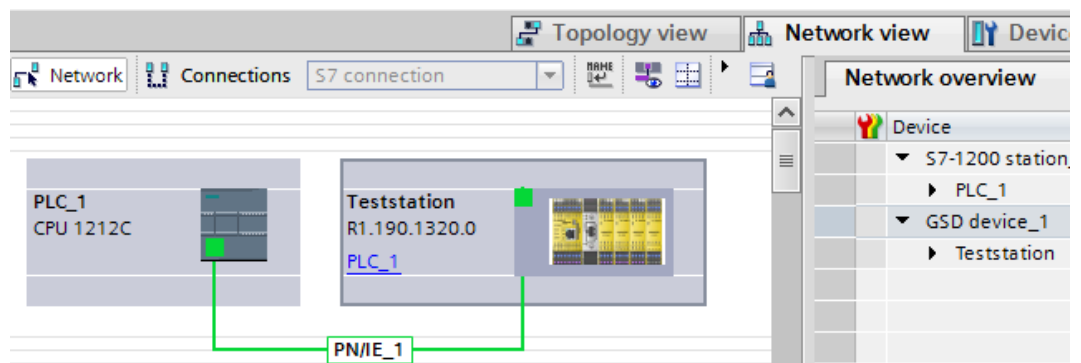 Topology view
Network view
Devic
Network
Connections
S7 connection
NAME
Network overview
Device
S7-1200 station_
PLC_1
GSD device_1
Teststation
PLC_1
CPU 1212C
Teststation
R1.190.1320.0
PLC_1
PN/IE_1